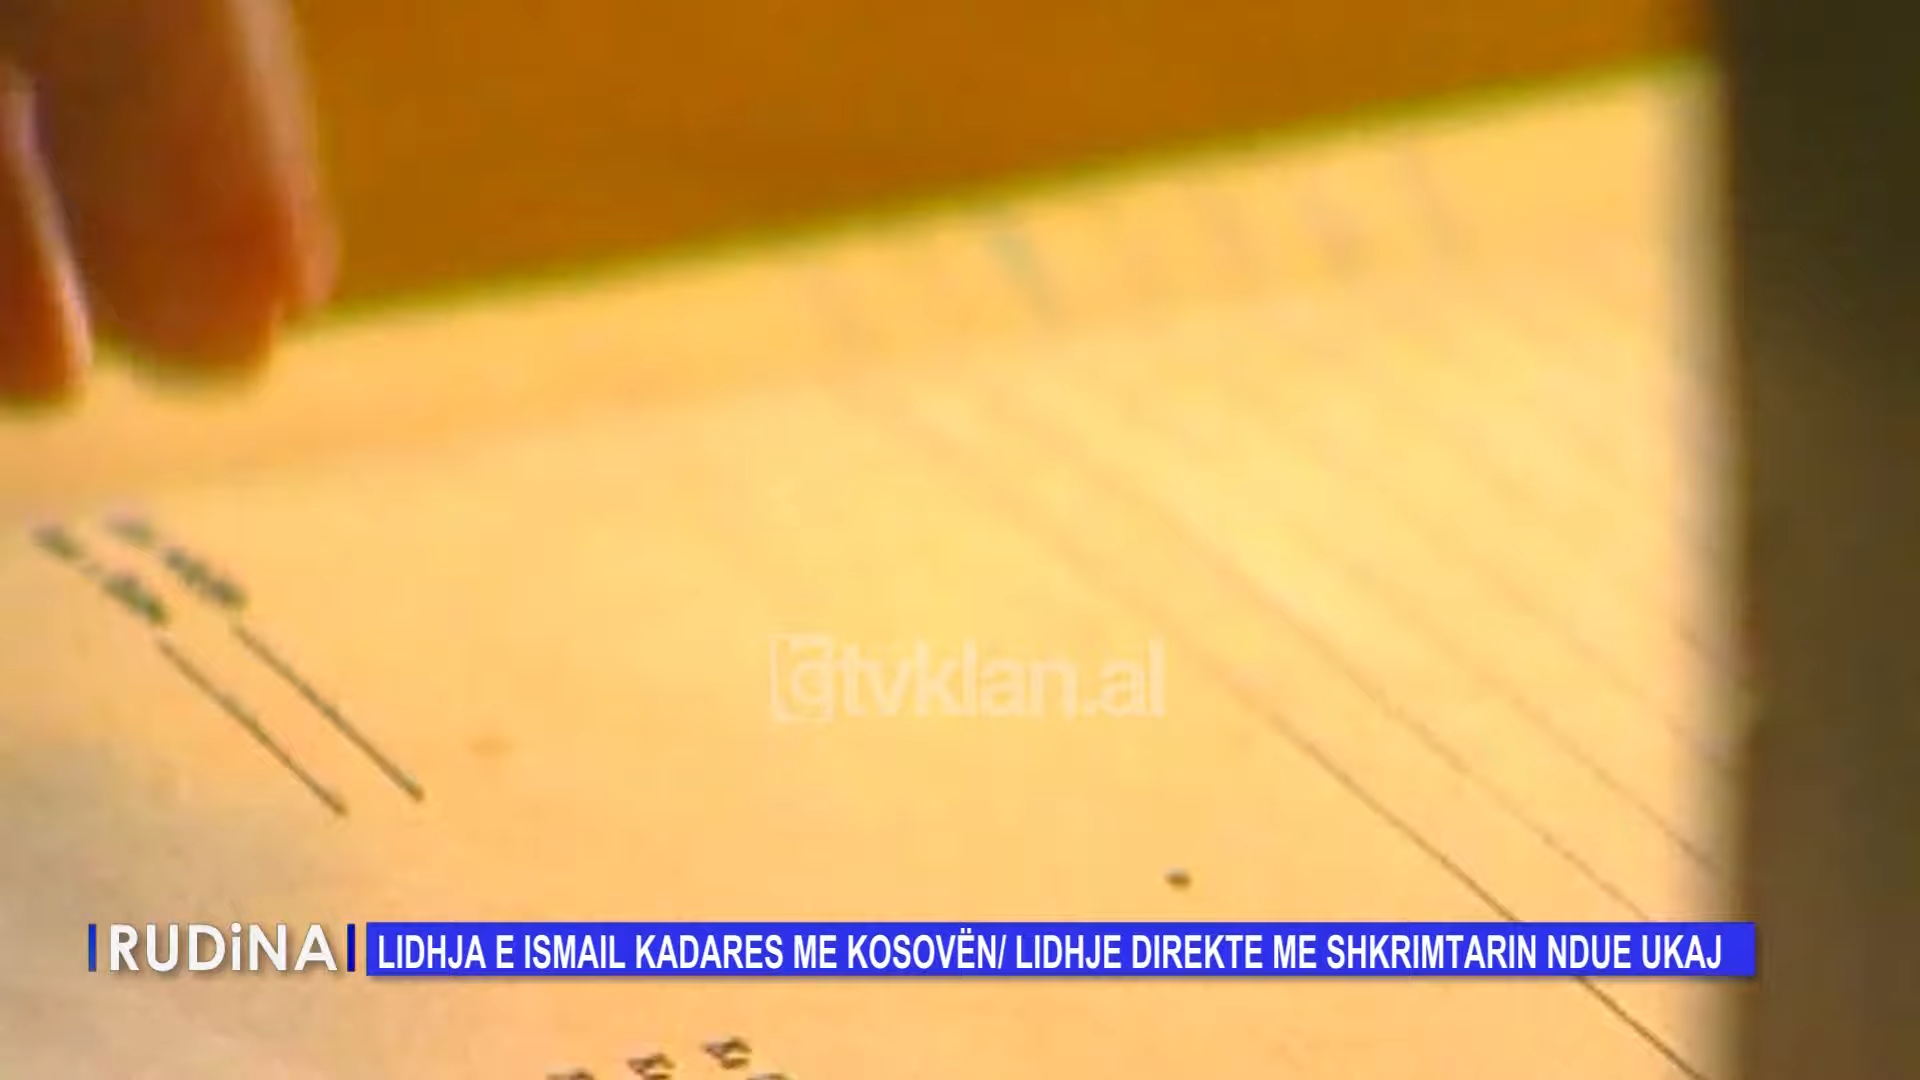 tvklan.al
RUDiNA
LIDHJA E ISMAIL KADARES ME KOSOVËN/ LIDHJE DIREKTE ME SHKRIMTARIN NDUE UKAJ